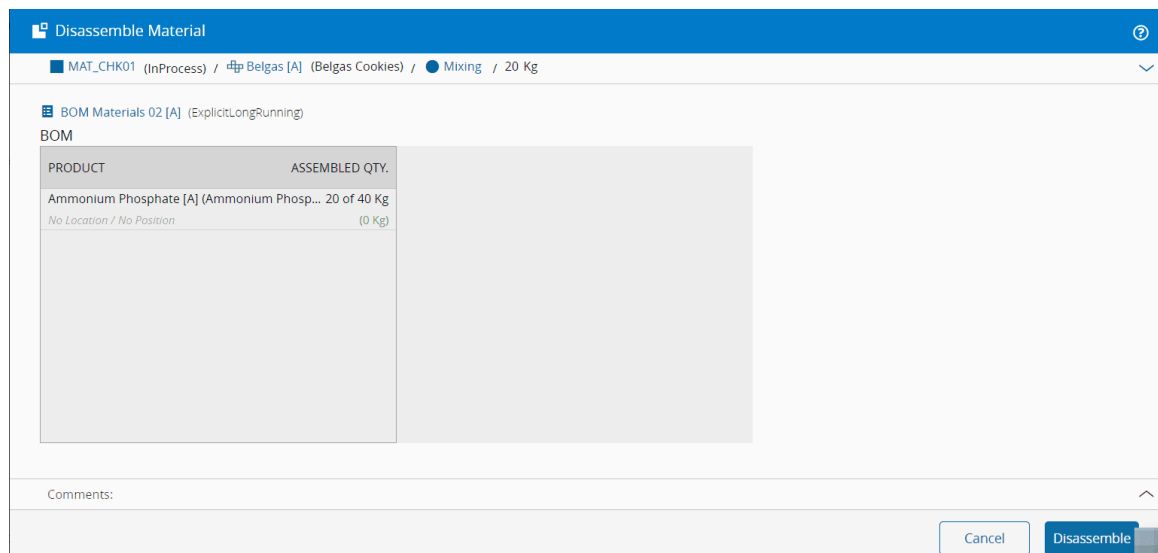 Disassemble Material
MAT_CHK01 (InProcess) / Belgas [A] (Belgas Cookies) / Mixing / 20 Kg
BOM Materials 02 [A] (ExplicitLongRunning)
BOM
PRODUCT ASSEMBLED QTY.
Ammonium Phosphate [A] (Ammonium Phosp... 20 of 40 Kg
No Location / No Position (0 Kg)
Comments:
Cancel Disassemble